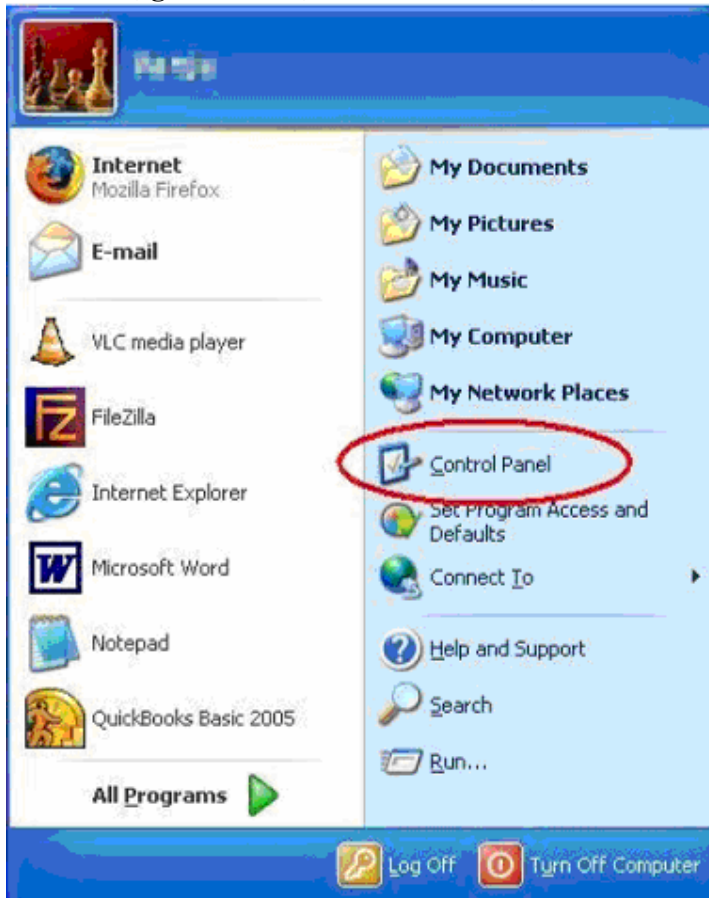 Internet
Mozilla Firefox
E-mail
VLC media player
FileZilla
Internet Explorer
Microsoft Word
Notepad
QuickBooks Basic 2005
All Programs
My Documents
My Pictures
My Music
My Computer
My Network Places
Control Panel
Set Program Access and
Defaults
Connect To
Help and Support
Search
Run...
Log Off
Turn Off Computer